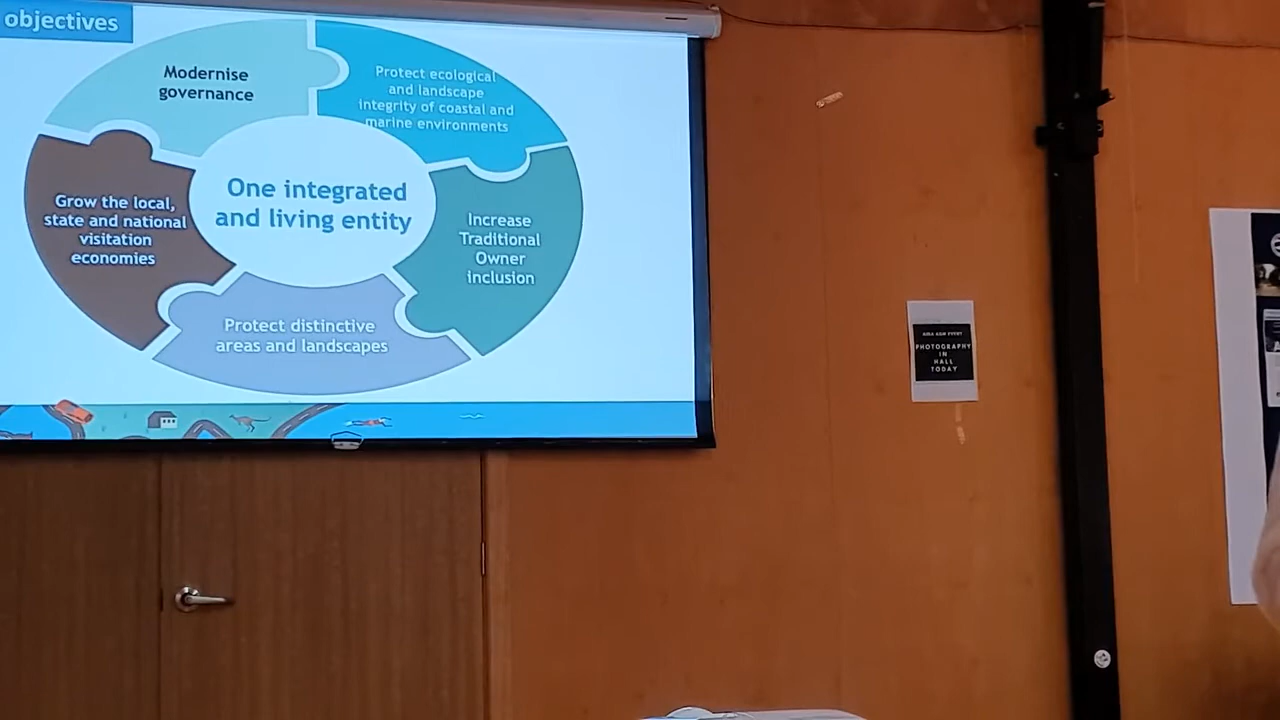 objectives
Modernise
governance
Protect ecological
and landscape
integrity of coastal and
marine environments
Grow the local,
state and national
visitation
economies
One integrated
and living entity
Increase
Traditional
Owner
inclusion
Protect distinctive
areas and landscapes
PHOTOGRAPHY
IN
HALL
TODAY